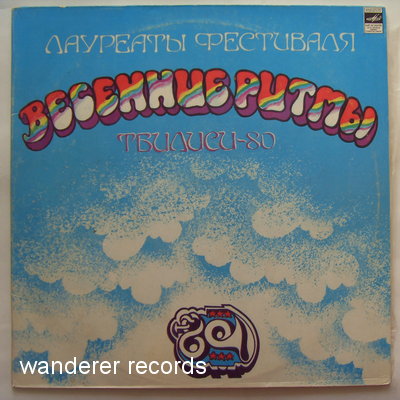 ЛАУРЕАТЫ ФЕСТИВАЛЯ
ВЕСЕННИЕ РИТМЫ
ТБИЛИСИ-80
wanderer records